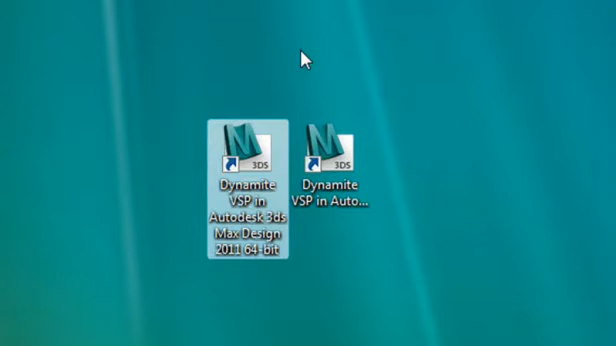 M
3DS
Dynamite
VSP in
Autodesk 3ds
Max Design
2011 64-bit
M
3DS
Dynamite
VSP in Auto...